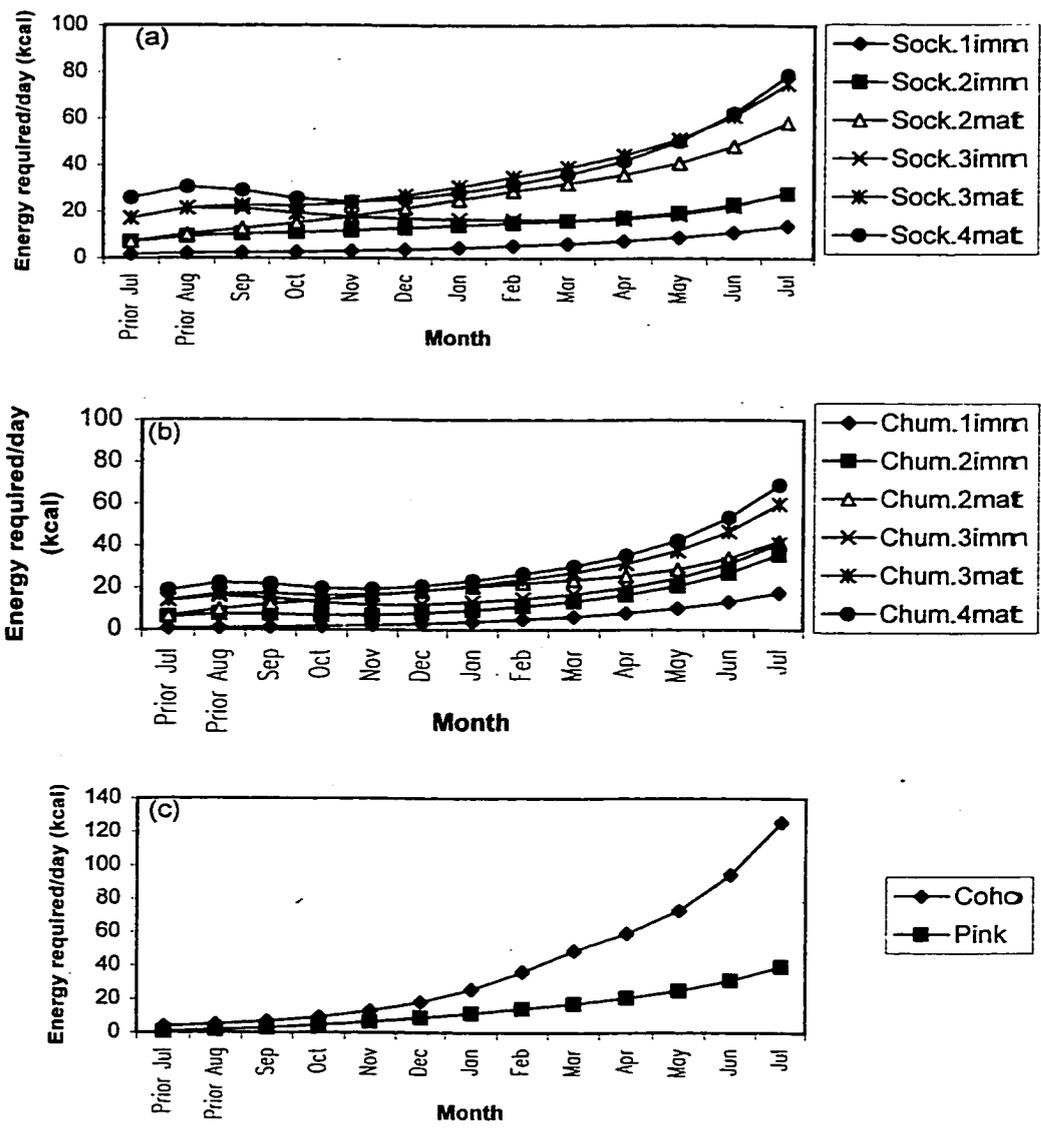 (a)
Energy required/day (kcal)
100
80
60
40
20
0
Prior Jul
Prior Aug
Sep
Oct
Nov
Dec
Jan
Feb
Mar
Apr
May
Jun
Jul
Month
Sock.1imm
Sock.2imm
Sock.2mat
Sock.3imm
Sock.3mat
Sock.4mat
(b)
Energy required/day
(kcal)
100
80
60
40
20
0
Prior Jul
Prior Aug
Sep
Oct
Nov
Dec
Jan
Feb
Mar
Apr
May
Jun
Jul
Month
Chum.1imm
Chum.2imm
Chum.2mat
Chum.3imm
Chum.3mat
Chum.4mat
(c)
Energy required/day (kcal)
140
120
100
80
60
40
20
0
Prior Jul
Prior Aug
Sep
Oct
Nov
Dec
Jan
Feb
Mar
Apr
May
Jun
Jul
Month
Coho
Pink